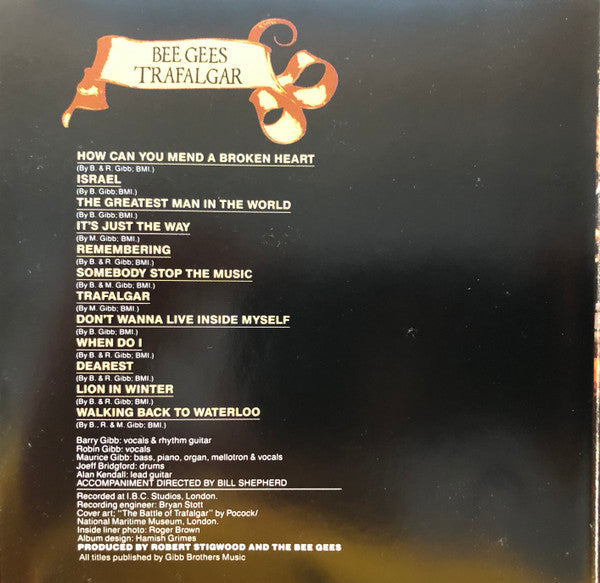 BEE GEES
TRAFALGAR
HOW CAN YOU MEND A BROKEN HEART
(By B. & R. Gibb; BMI.)
ISRAEL
(By B. Gibb; BMI.)
THE GREATEST MAN IN THE WORLD
(By B. Gibb; BMI.)
IT'S JUST THE WAY
(By M. Gibb; BMI.)
REMEMBERING
(By B. & R. Gibb; BMI.)
SOMEBODY STOP THE MUSIC
(By B. & M. Gibb; BMI.)
TRAFALGAR
(By M. Gibb; BMI.)
DON'T WANNA LIVE INSIDE MYSELF
(By B. Gibb; BMI.)
WHEN DO I
(By B. & R. Gibb; BMI.)
DEAREST
(By B. & R. Gibb; BMI.)
LION IN WINTER
(By B. & R. Gibb; BMI.)
WALKING BACK TO WATERLOO
(By B., R. & M. Gibb; BMI.)
Barry Gibb: vocals & rhythm guitar
Robin Gibb: vocals
Maurice Gibb: bass, piano, organ, mellotron & vocals
Joeff Bridgford: drums
Alan Kendall: lead guitar
ACCOMPANIMENT DIRECTED BY BILL SHEPHERD
Recorded at I.B.C. Studios, London.
Recording engineer: Bryan Stott
Cover art; "The Battle of Trafalgar" by Pocock/
National Maritime Museum, London.
Inside liner photo: Roger Brown
Album design: Hamish Grimes
PRODUCED BY ROBERT STIGWOOD AND THE BEE GEES
All titles published by Gibb Brothers Music